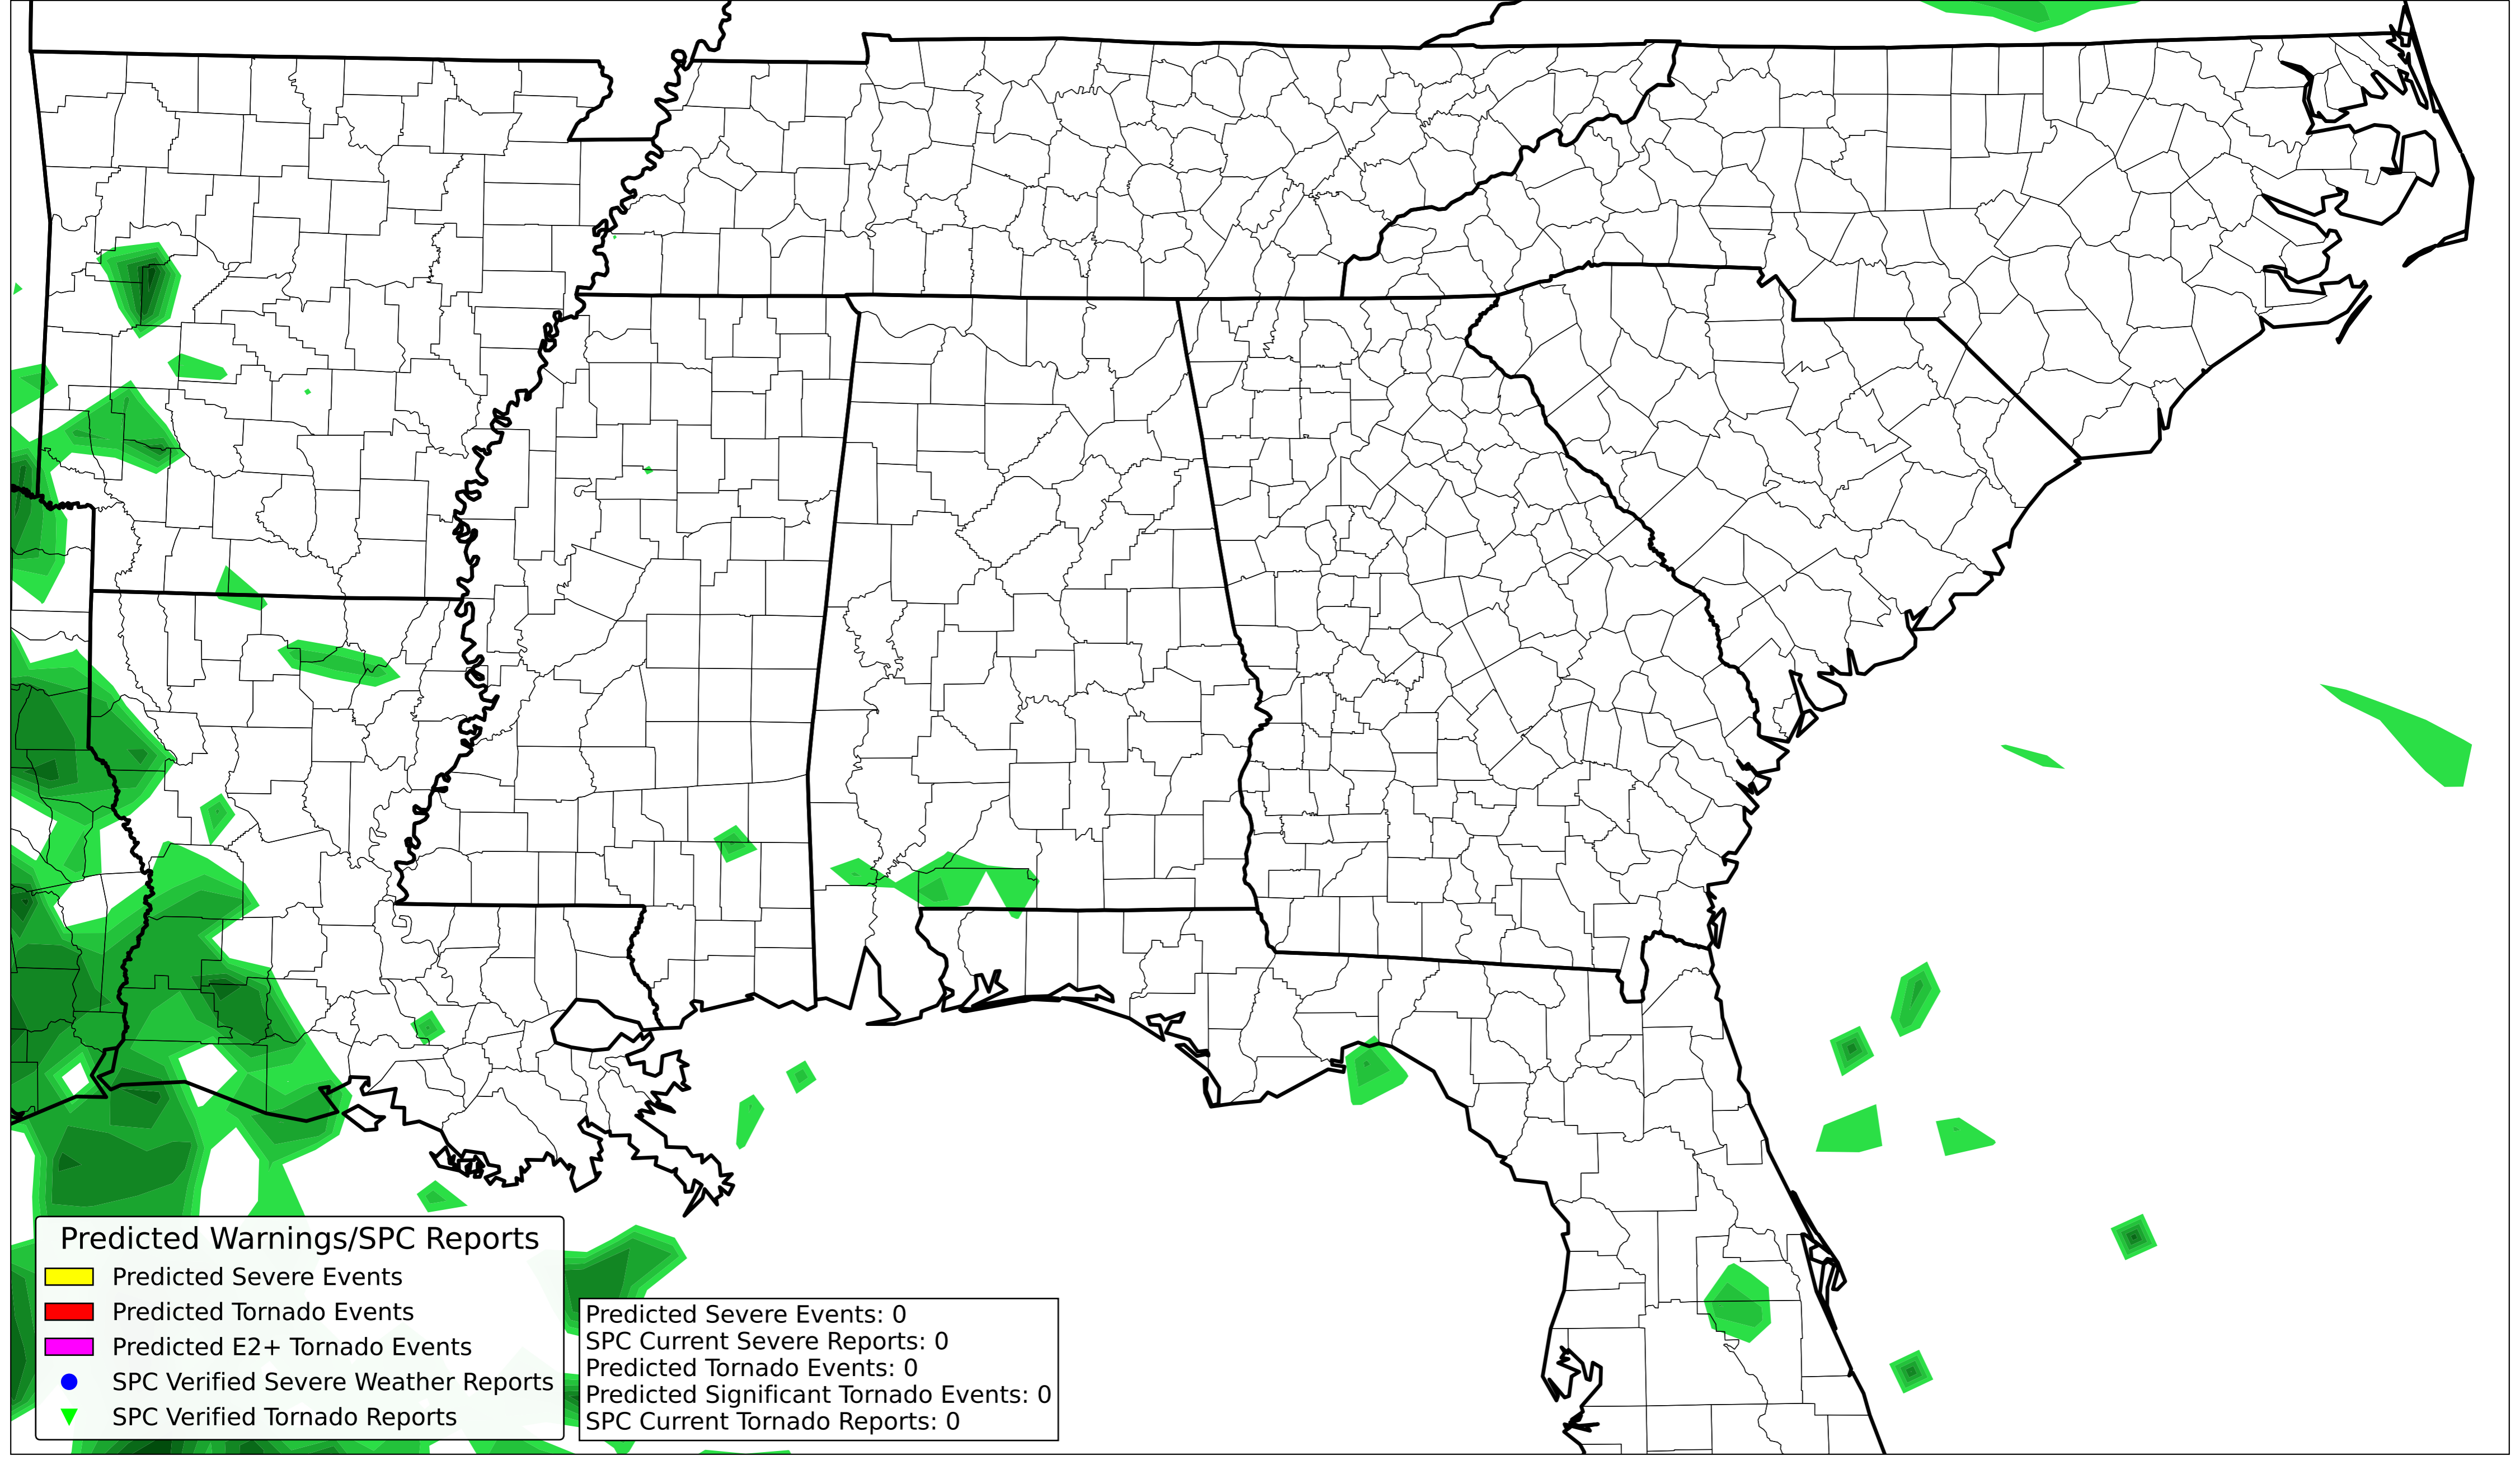 Predicted Warnings/SPC Reports
Predicted Severe Events
Predicted Tornado Events
Predicted E2+ Tornado Events
SPC Verified Severe Weather Reports
SPC Verified Tornado Reports
Predicted Severe Events: 0
SPC Current Severe Reports: 0
Predicted Tornado Events: 0
Predicted Significant Tornado Events: 0
SPC Current Tornado Reports: 0